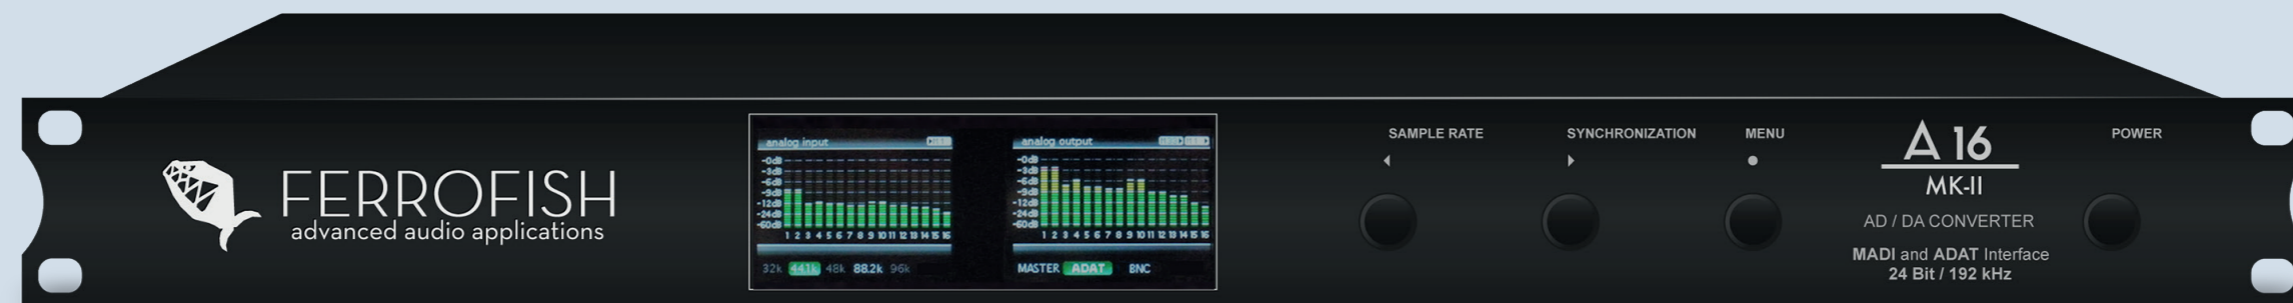 FERROFISH
advanced audio applications
analog input
-0dB
-3dB
-6dB
-9dB
-12dB
-24dB
-60dB
1 2 3 4 5 6 7 8 9 10 11 12 13 14 15 16
32k 44.1k 48k 88.2k 96k
analog output
-0dB
-3dB
-6dB
-9dB
-12dB
-24dB
-60dB
1 2 3 4 5 6 7 8 9 10 11 12 13 14 15 16
MASTER ADAT BNC
SAMPLE RATE
SYNCHRONIZATION
MENU
A 16
MK-II
AD / DA CONVERTER
MADI and ADAT Interface
24 Bit / 192 kHz
POWER